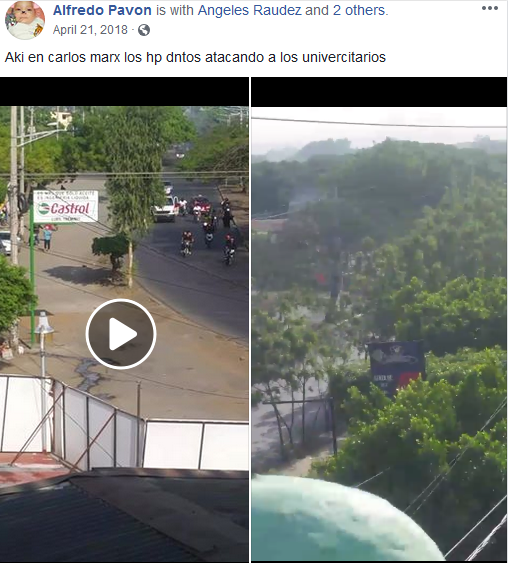 Alfredo Pavon is with Angeles Raudez and 2 others.
April 21, 2018
Aki en carlos marx los hp dntos atacando a los univercitarios
Castrol